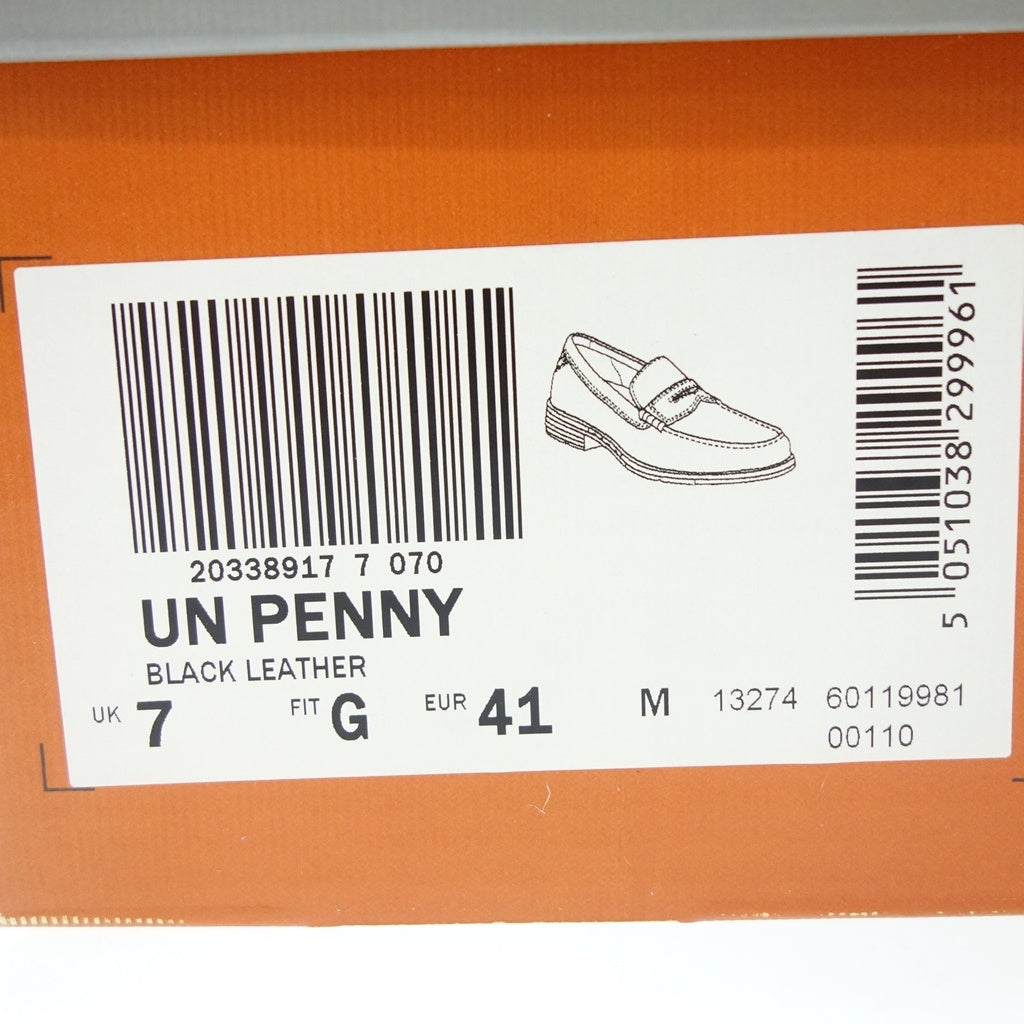 20338917 7 070
UN PENNY
BLACK LEATHER
UK 7 FIT G EUR 41 M 13274 60119981
00110
5 051038 299961